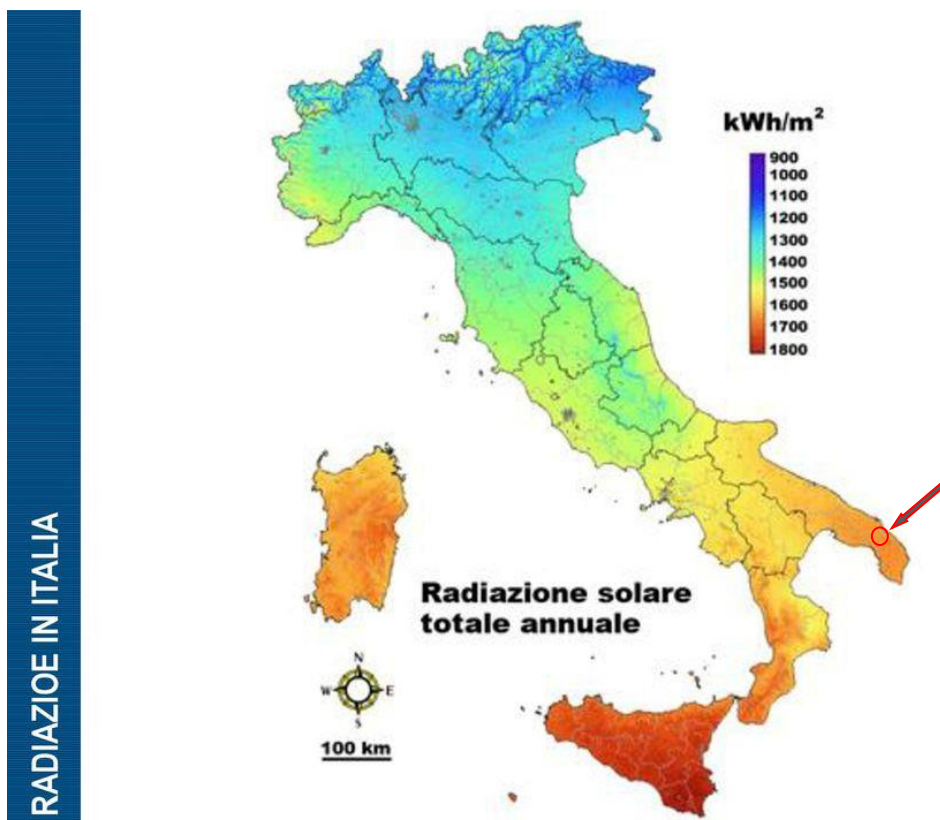 RADIAZIOE IN ITALIA
kWh/m²
900
1000
1100
1200
1300
1400
1500
1600
1700
1800
Radiazione solare
totale annuale
N
W E
S
100 km